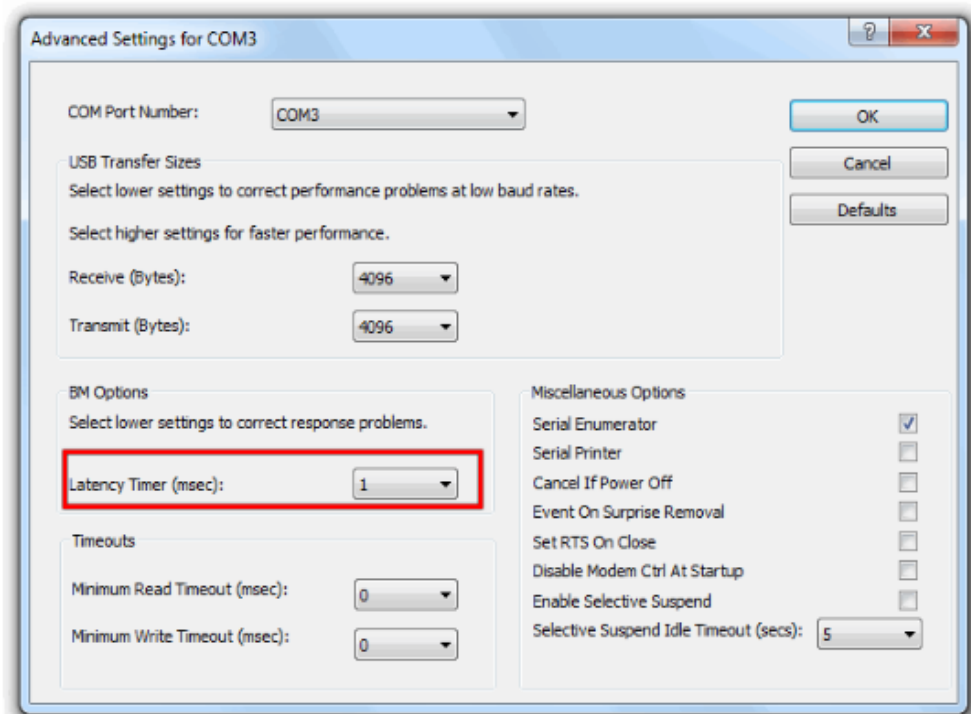 Advanced Settings for COM3
COM Port Number: COM3
OK
Cancel
Defaults
USB Transfer Sizes
Select lower settings to correct performance problems at low baud rates.
Select higher settings for faster performance.
Receive (Bytes): 4096
Transmit (Bytes): 4096
BM Options
Select lower settings to correct response problems.
Latency Timer (msec): 1
Timeouts
Minimum Read Timeout (msec): 0
Minimum Write Timeout (msec): 0
Miscellaneous Options
Serial Enumerator
Serial Printer
Cancel If Power Off
Event On Surprise Removal
Set RTS On Close
Disable Modem Ctrl At Startup
Enable Selective Suspend
Selective Suspend Idle Timeout (secs): 5